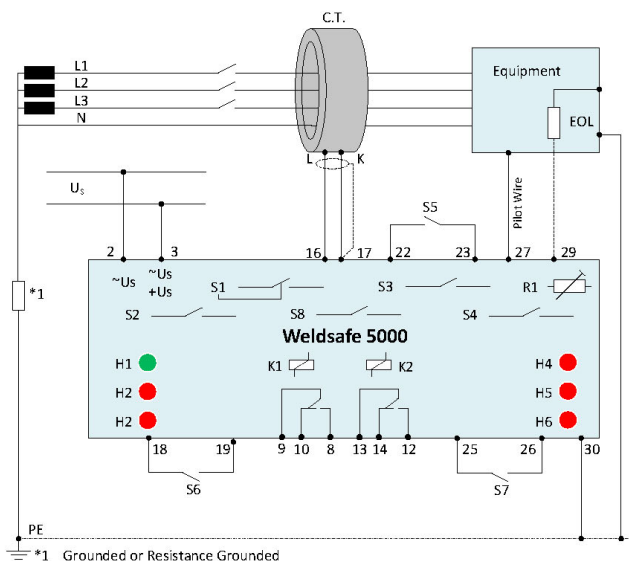 C.T.
L1
L2
L3
N
Equipment
EOL
L K
Us
Pilot Wire
S5
2 3 16 17 22 23 27 29
*1
~Us
~Us
+Us
S1 S3 R1
S2 S8 S4
Weldsafe 5000
H1 K1 K2 H4
H2 H5
H2 H6
18 19 9 10 8 13 14 12 25 26 30
S6 S7
PE
*1 Grounded or Resistance Grounded